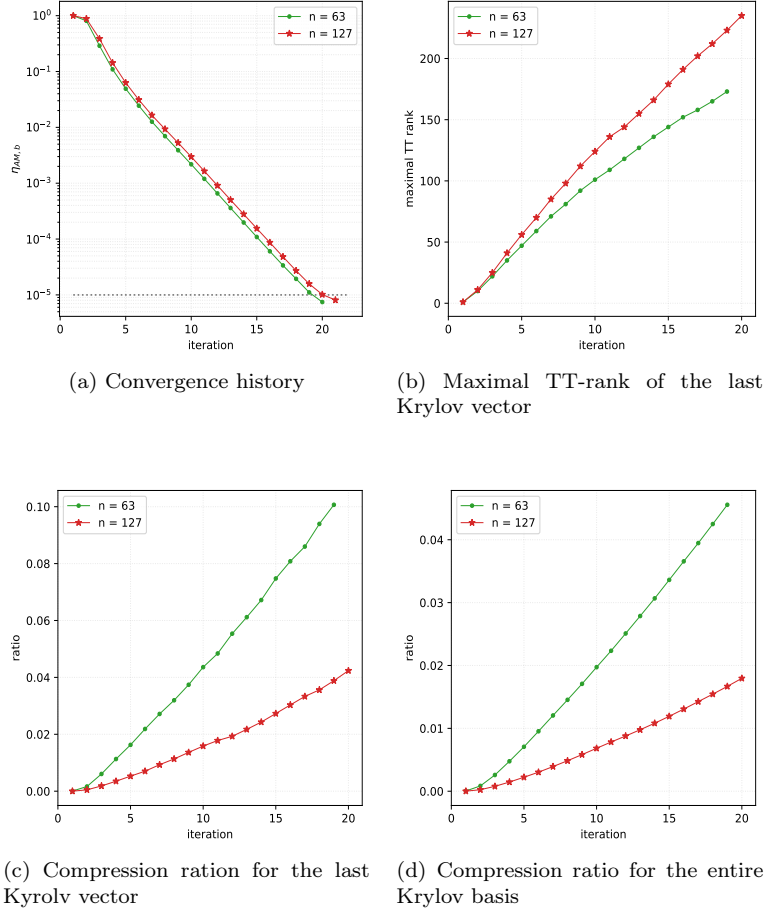 n = 63
n = 127
10⁰
10⁻¹
10⁻²
10⁻³
10⁻⁴
10⁻⁵
η_{AM,b}
0 5 10 15 20
iteration
(a) Convergence history
n = 63
n = 127
200
150
100
50
0
maximal TT rank
1 5 10 15 20
iteration
(b) Maximal TT-rank of the last
Krylov vector
n = 63
n = 127
0.10
0.08
0.06
0.04
0.02
0.00
ratio
0 5 10 15 20
iteration
(c) Compression ration for the last
Kyrolv vector
n = 63
n = 127
0.04
0.03
0.02
0.01
0.00
ratio
0 5 10 15 20
iteration
(d) Compression ratio for the entire
Krylov basis